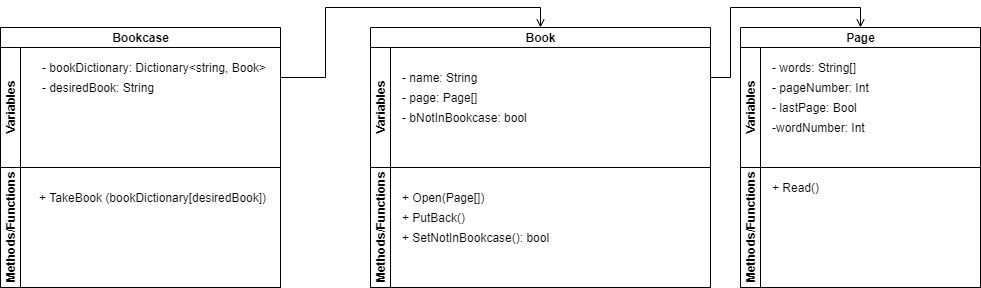 Bookcase
Variables
- bookDictionary: Dictionary<string, Book>
- desiredBook: String
Methods/Functions
+ TakeBook (bookDictionary[desiredBook])
Book
Variables
- name: String
- page: Page[]
- bNotInBookcase: bool
Methods/Functions
+ Open(Page[])
+ PutBack()
+ SetNotInBookcase(): bool
Page
Variables
- words: String[]
- pageNumber: Int
- lastPage: Bool
-wordNumber: Int
Methods/Functions
+ Read()